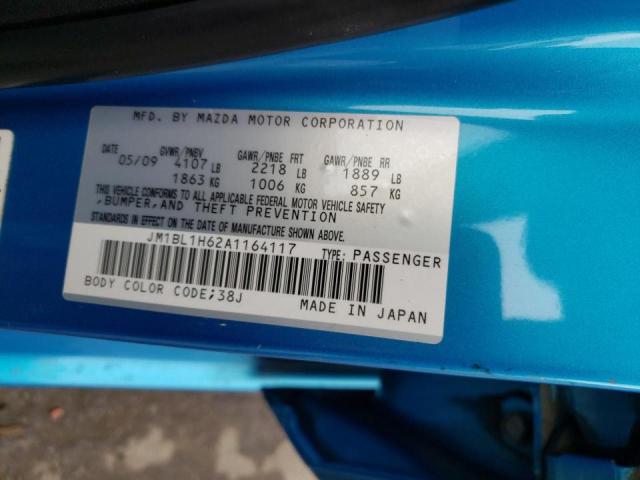 MFD. BY MAZDA MOTOR CORPORATION
DATE GVWR/PNBV GAWR/PNBE FRT GAWR/PNBE RR
05/09 4107 LB 2218 LB 1889 LB
1863 KG 1006 KG 857 KG
THIS VEHICLE CONFORMS TO ALL APPLICABLE FEDERAL MOTOR VEHICLE SAFETY
,BUMPER,AND THEFT PREVENTION
STANDARDS IN EFFECT ON THE DATE OF MANUFACTURE SHOWN ABOVE.
JM1BL1H62A1164117 TYPE: PASSENGER
BODY COLOR CODE;38J MADE IN JAPAN